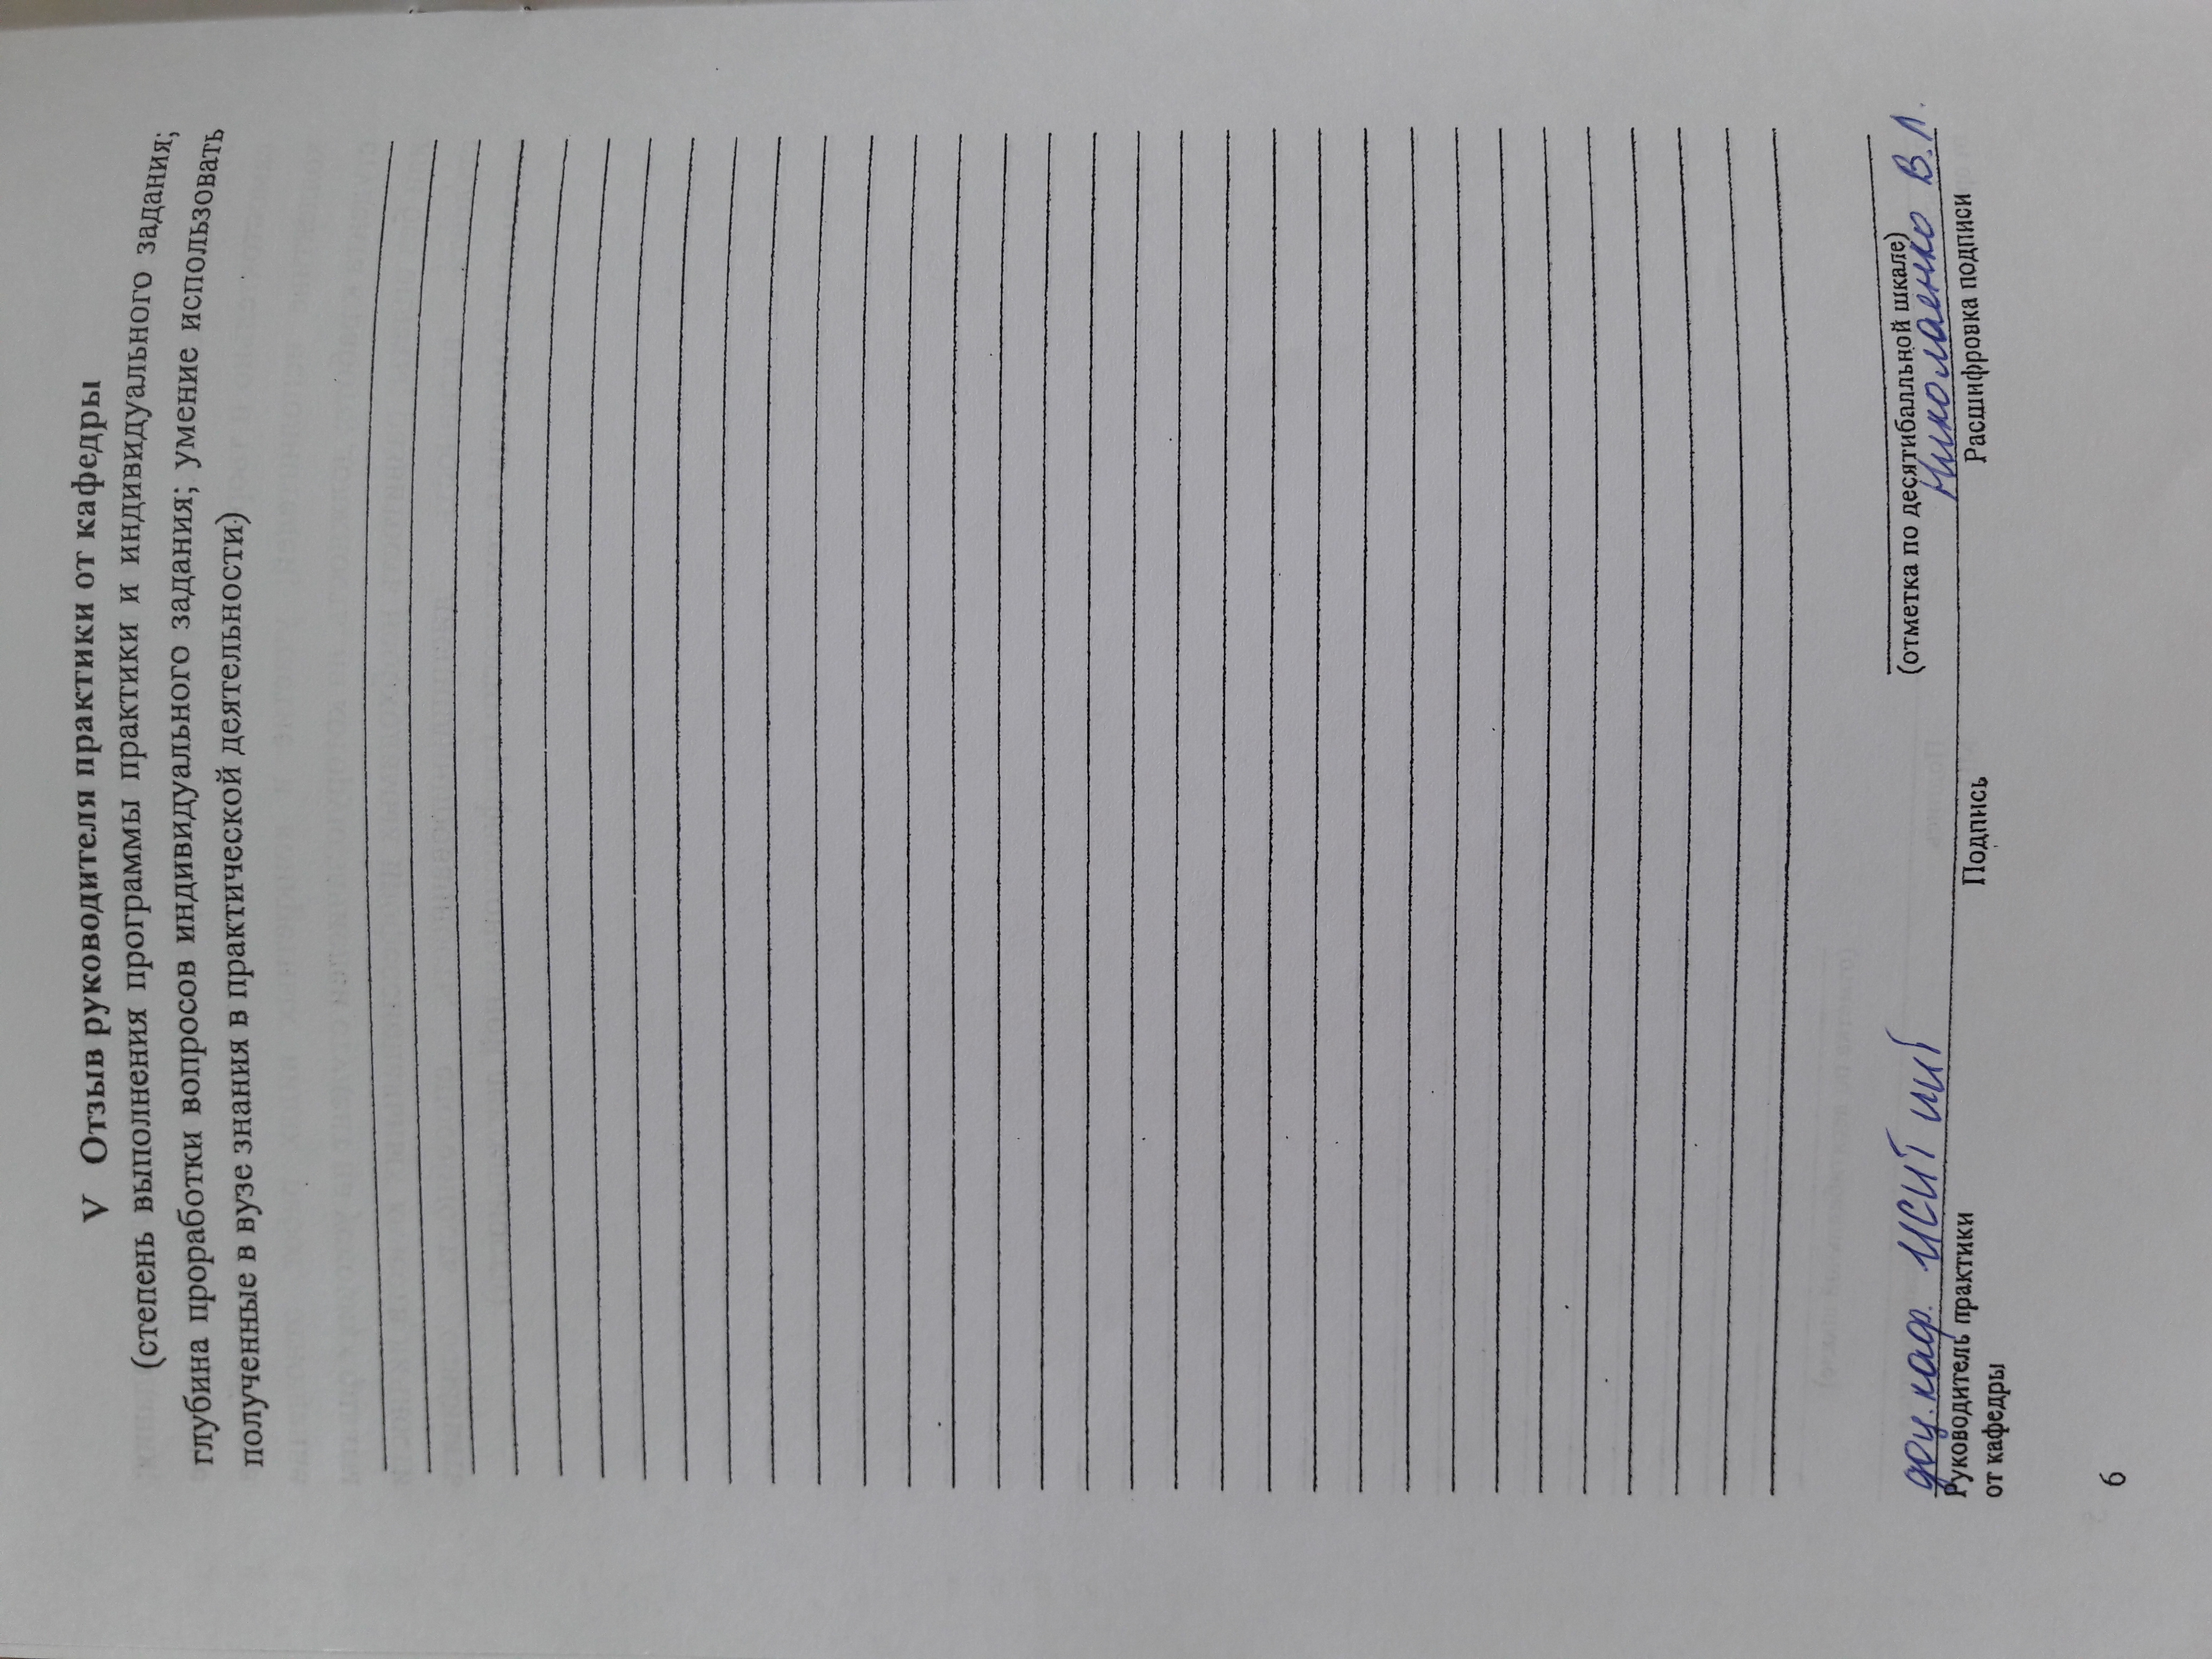 V Отзыв руководителя практики от кафедры
(степень выполнения программы практики и индивидуального задания;
глубина проработки вопросов индивидуального задания; умение использовать
полученные в вузе знания в практической деятельности)
(отметка по десятибалльной шкале)
доц. каф. ИСИТ ИИТ Николаенко В.Л.
Руководитель практики Подпись Расшифровка подписи
от кафедры
6